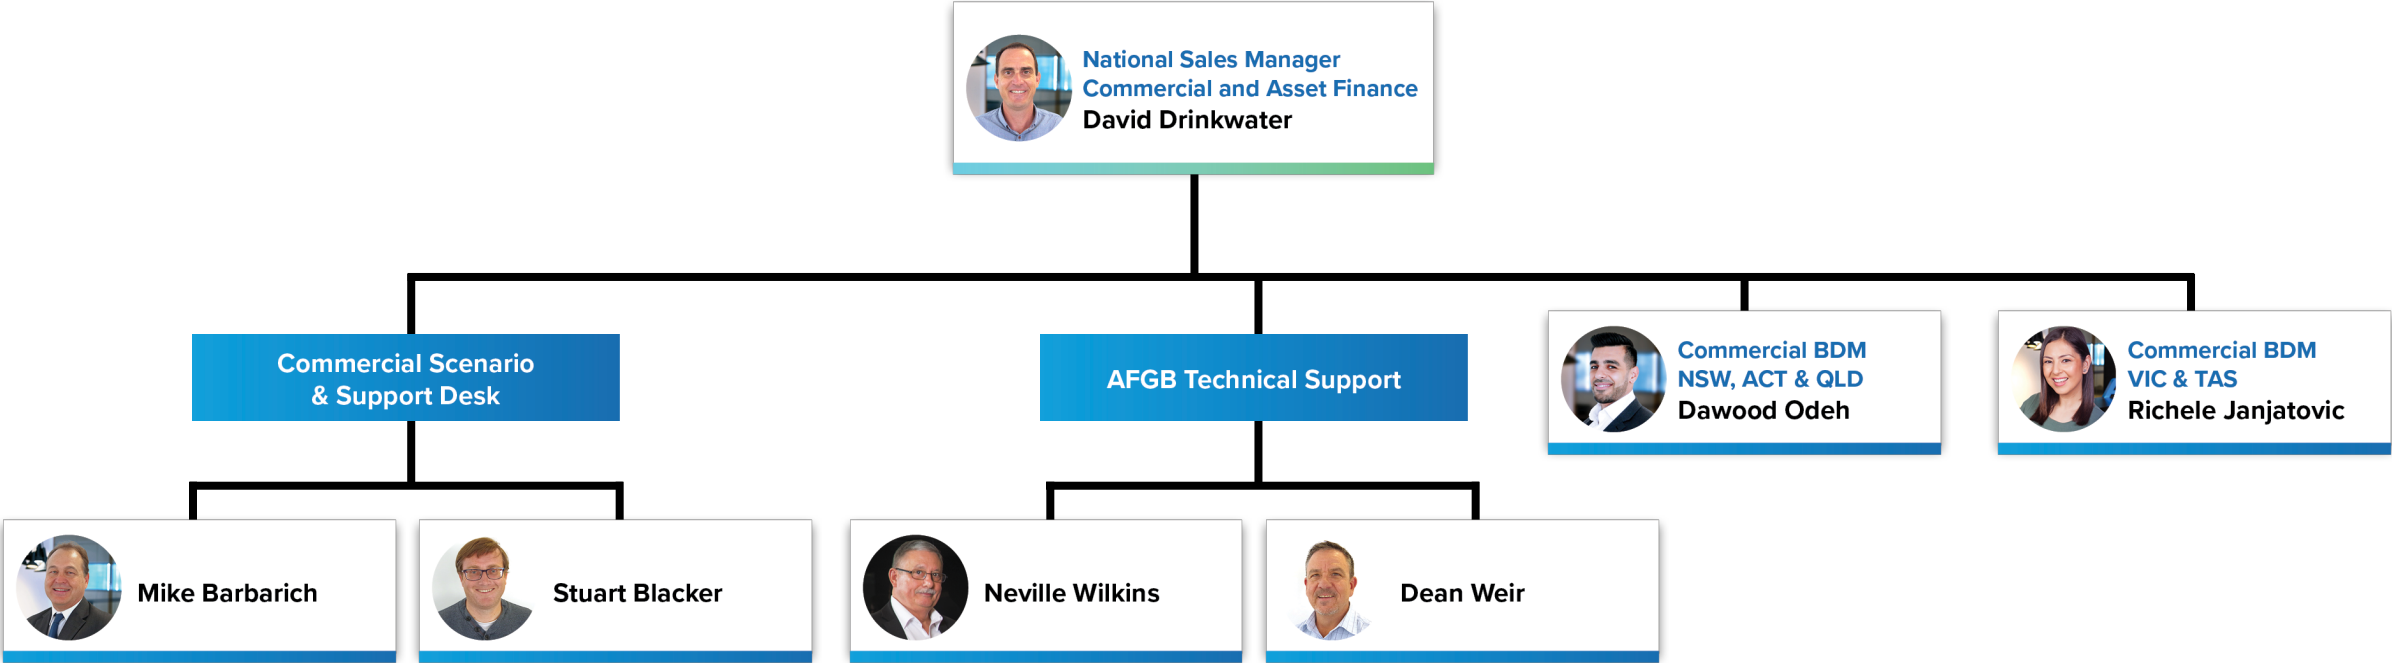 National Sales Manager
Commercial and Asset Finance
David Drinkwater
Commercial Scenario
& Support Desk
AFGB Technical Support
Commercial BDM
NSW, ACT & QLD
Dawood Odeh
Commercial BDM
VIC & TAS
Richele Janjatovic
Mike Barbarich
Stuart Blacker
Neville Wilkins
Dean Weir